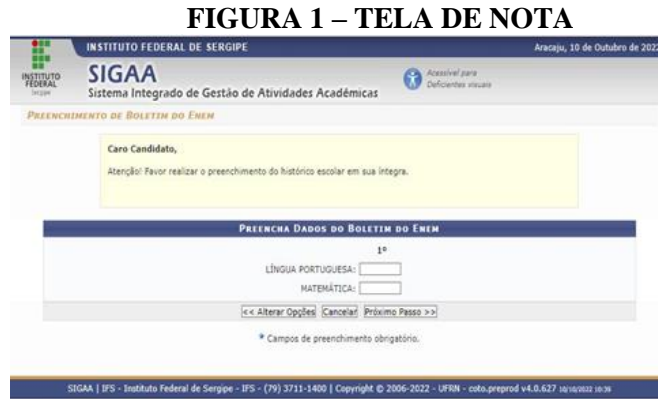 FIGURA 1 – TELA DE NOTA
INSTITUTO FEDERAL DE SERGIPE Aracaju, 10 de Outubro de 2022
INSTITUTO
FEDERAL
Sergipe
SIGAA
Sistema Integrado de Gestão de Atividades Acadêmicas
Acessível para
Deficientes visuais
PREENCHIMENTO DE BOLETIM DO ENEM
Caro Candidato,
Atenção! Favor realizar o preenchimento do histórico escolar em sua íntegra.
PREENCHA DADOS DO BOLETIM DO ENEM
1º
LÍNGUA PORTUGUESA:
MATEMÁTICA:
<< Alterar Opções Cancelar Próximo Passo >>
* Campos de preenchimento obrigatório.
SIGAA | IFS - Instituto Federal de Sergipe - IFS - (79) 3711-1400 | Copyright © 2006-2022 - UFRN - coto.preprod v4.0.627 10/10/2022 10:39